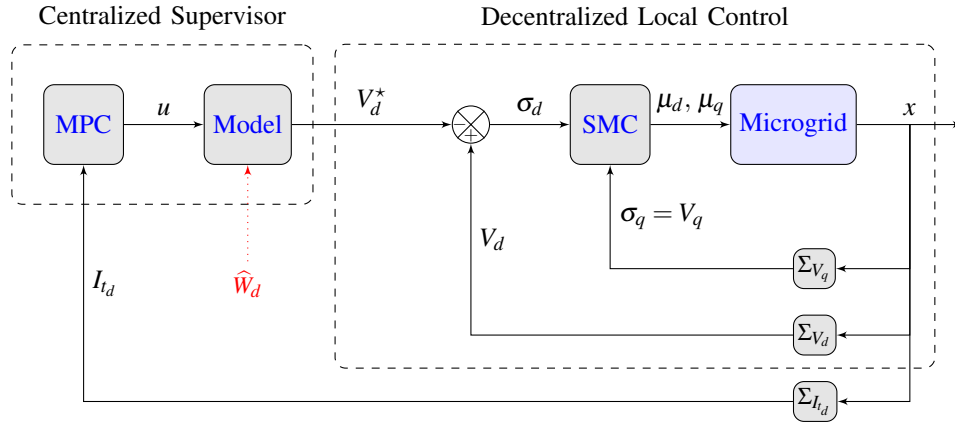 Centralized Supervisor
Decentralized Local Control
MPC
u
Model
V_d^⋆
−
+
σ_d
SMC
μ_d, μ_q
Microgrid
x
σ_q = V_q
V_d
Σ_{V_q}
I_{t_d}
Ŵ_d
Σ_{V_d}
Σ_{I_{t_d}}